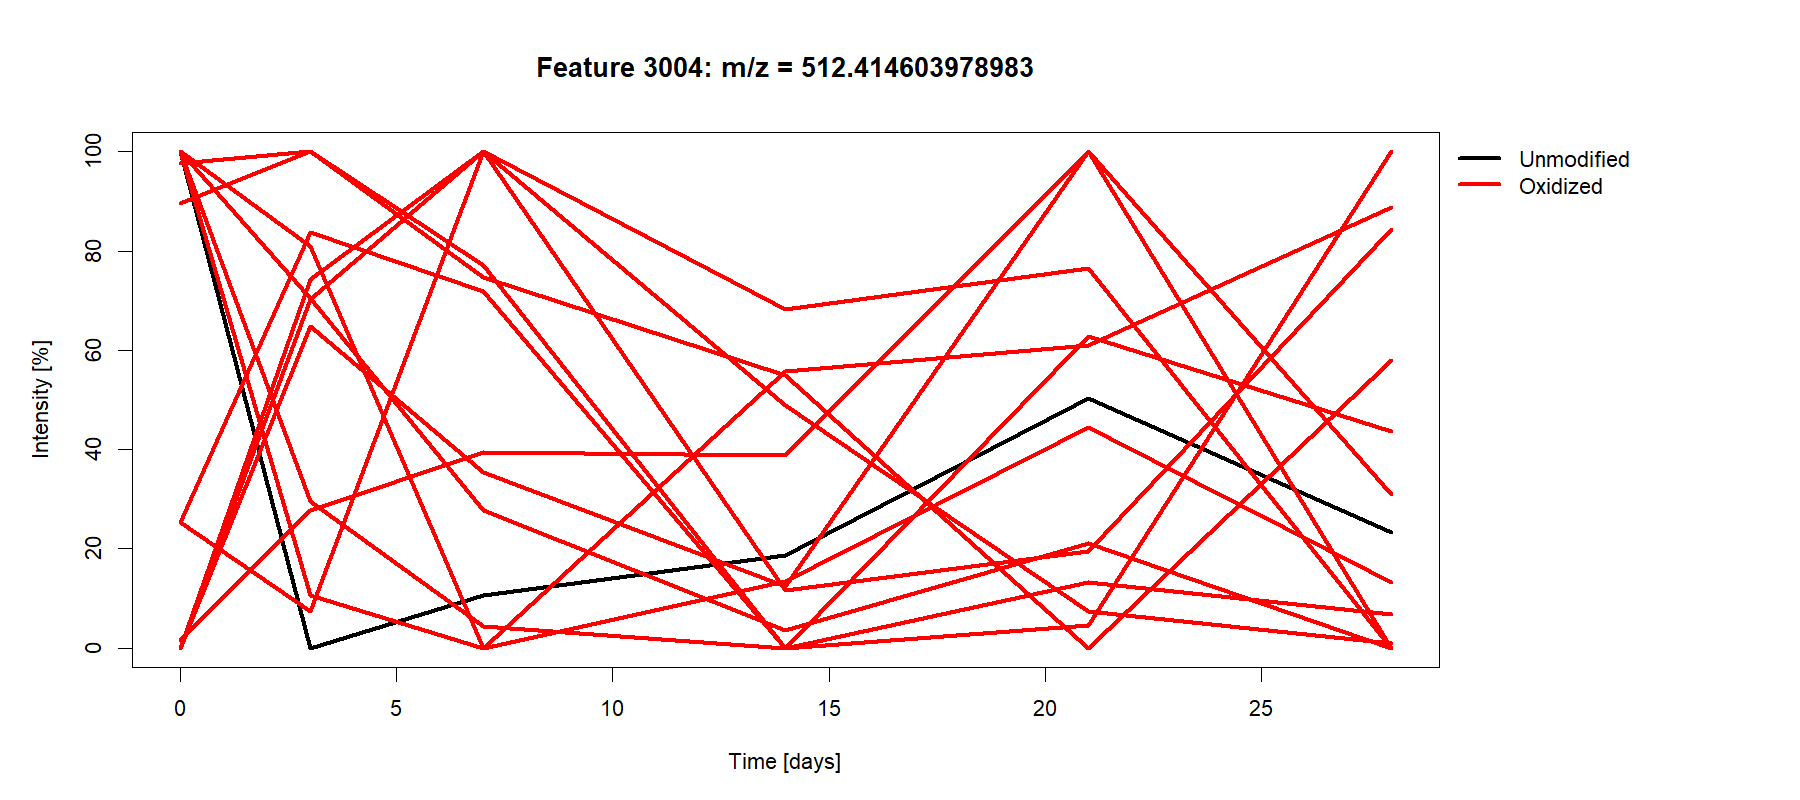 Feature 3004: m/z = 512.414603978983
Unmodified
Oxidized
Intensity [%]
100
80
60
40
20
0
0 5 10 15 20 25
Time [days]